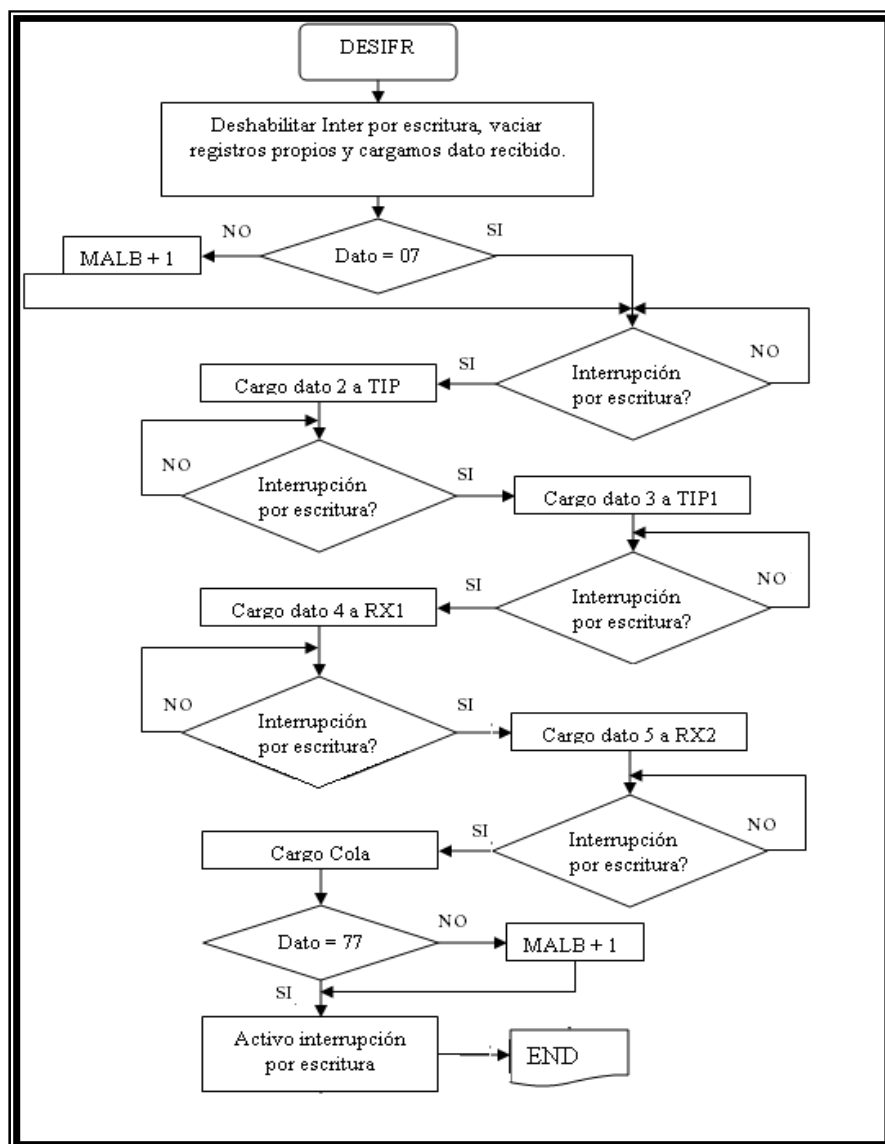 DESIFR
Deshabilitar Inter por escritura, vaciar
registros propios y cargamos dato recibido.
NO
SI
MALB + 1
Dato = 07
SI
Interrupción
por escritura?
NO
Cargo dato 2 a TIP
NO
Interrupción
por escritura?
SI
Cargo dato 3 a TIP1
SI
Interrupción
por escritura?
NO
Cargo dato 4 a RX1
NO
Interrupción
por escritura?
SI
Cargo dato 5 a RX2
SI
Interrupción
por escritura?
NO
Cargo Cola
Dato = 77
NO
MALB + 1
SI
Activo interrupción
por escritura
END